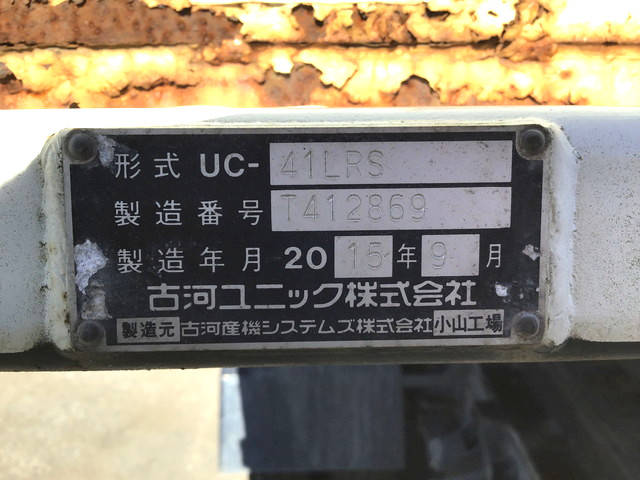 形式 UC-41LRS
製造番号 T412869
製造年月 2015年9月
古河ユニック株式会社
製造元 古河産機システムズ株式会社 小山工場